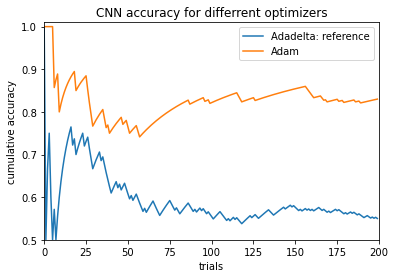 CNN accuracy for differrent optimizers
1.0
0.9
0.8
0.7
0.6
0.5
cumulative accuracy
Adadelta: reference
Adam
0 25 50 75 100 125 150 175 200
trials